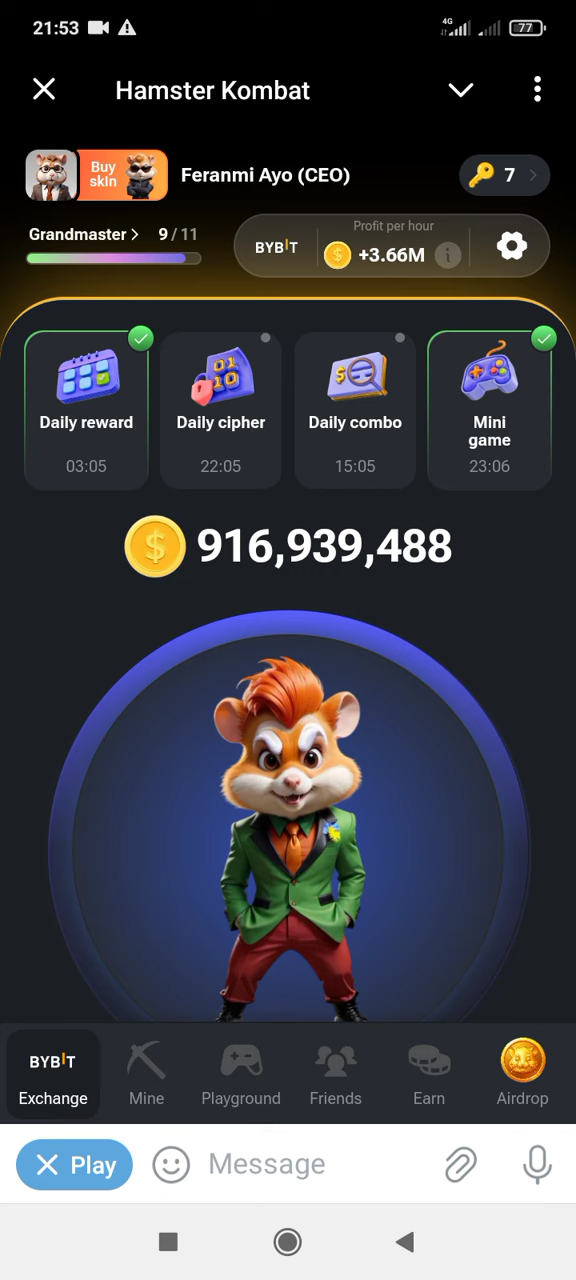 21:53
4G
77
Hamster Kombat
Buy
skin
Feranmi Ayo (CEO)
7
Grandmaster
9 / 11
BYBIT
Profit per hour
$ +3.66M i
Daily reward
03:05
Daily cipher
22:05
Daily combo
15:05
Mini
game
23:06
$ 916,939,488
BYBIT
Exchange
Mine
Playground
Friends
Earn
Airdrop
Play
Message